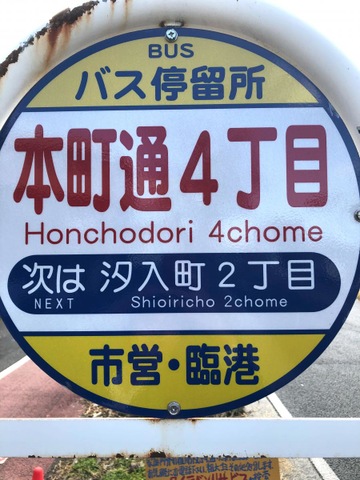 BUS
バス停留所
本町通4丁目
Honchodori 4chome
次は 汐入町2丁目
NEXT Shioiricho 2chome
市営・臨港